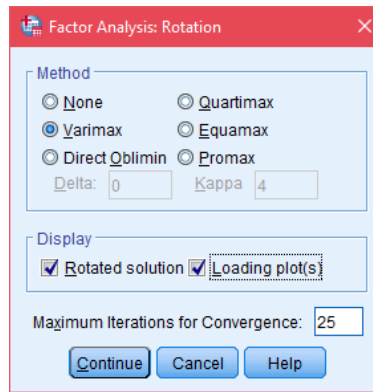 Factor Analysis: Rotation
Method
None Quartimax
Varimax Equamax
Direct Oblimin Promax
Delta: 0 Kappa 4
Display
Rotated solution Loading plot(s)
Maximum Iterations for Convergence: 25
Continue Cancel Help